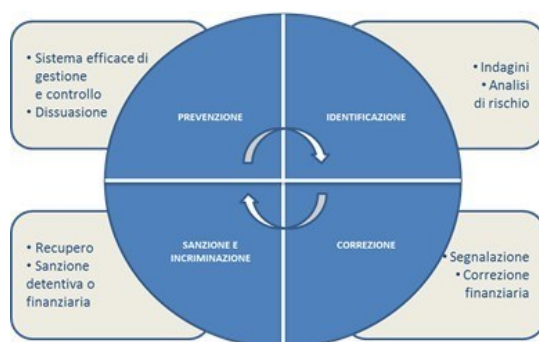 • Sistema efficace di
gestione
e controllo
• Dissuasione
PREVENZIONE
IDENTIFICAZIONE
• Indagini
• Analisi
di rischio
• Recupero
• Sanzione
detentiva o
finanziaria
SANZIONE E
INCRIMINAZIONE
CORREZIONE
• Segnalazione
• Correzione
finanziaria